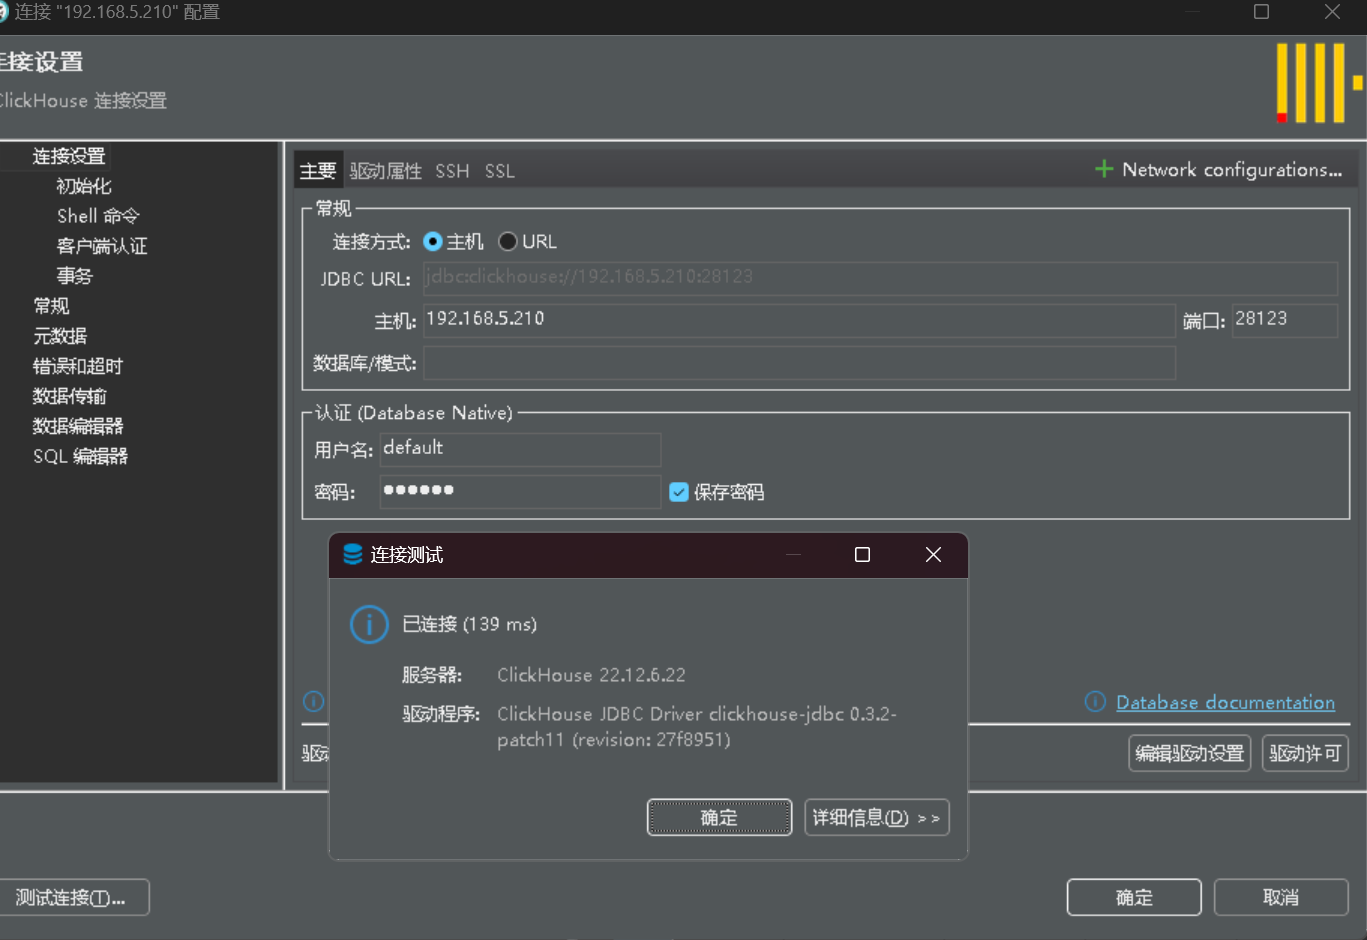 连接 "192.168.5.210" 配置
连接设置
ClickHouse 连接设置
连接设置
初始化
Shell 命令
客户端认证
事务
常规
元数据
错误和超时
数据传输
数据编辑器
SQL 编辑器
主要 驱动属性 SSH SSL
Network configurations...
常规
连接方式: 主机 URL
JDBC URL: jdbc:clickhouse://192.168.5.210:28123
主机: 192.168.5.210 端口: 28123
数据库/模式:
认证 (Database Native)
用户名: default
密码: •••••• 保存密码
连接测试
已连接 (139 ms)
服务器: ClickHouse 22.12.6.22
驱动程序: ClickHouse JDBC Driver clickhouse-jdbc 0.3.2-
patch11 (revision: 27f8951)
确定 详细信息(D) >>
Database documentation
驱动
编辑驱动设置 驱动许可
测试连接(T)...
确定 取消